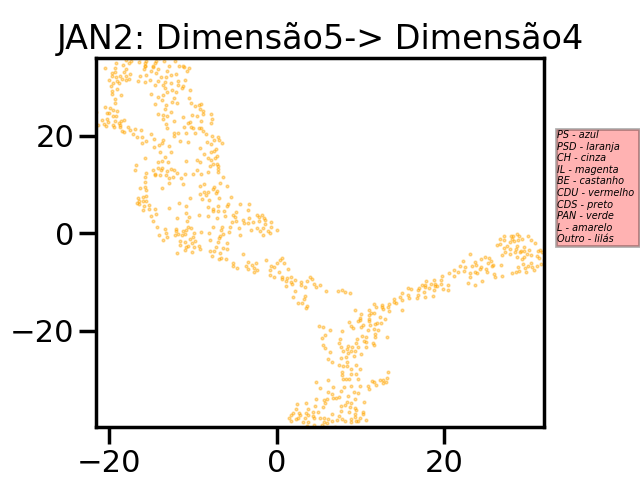 JAN2: Dimensão5-> Dimensão4
20
0
−20
−20
0
20
PS - azul
PSD - laranja
CH - cinza
IL - magenta
BE - castanho
CDU - vermelho
CDS - preto
PAN - verde
L - amarelo
Outro - lilás